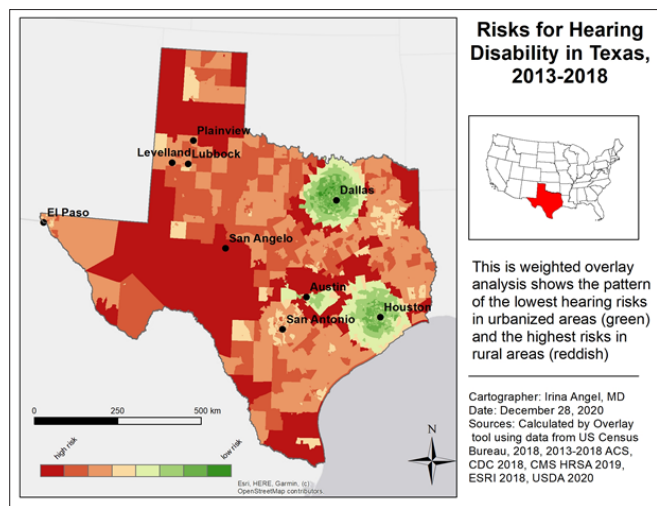 Risks for Hearing
Disability in Texas,
2013-2018
Plainview
Levelland
Lubbock
Dallas
El Paso
San Angelo
Austin
Houston
San Antonio
This is weighted overlay
analysis shows the pattern
of the lowest hearing risks
in urbanized areas (green)
and the highest risks in
rural areas (reddish)
Cartographer: Irina Angel, MD
Date: December 28, 2020
Sources: Calculated by Overlay
tool using data from US Census
Bureau, 2018, 2013-2018 ACS,
CDC 2018, CMS HRSA 2019,
ESRI 2018, USDA 2020
0 250 500 km
high risk
low risk
N
Esri, HERE, Garmin, (c)
OpenStreetMap contributors.